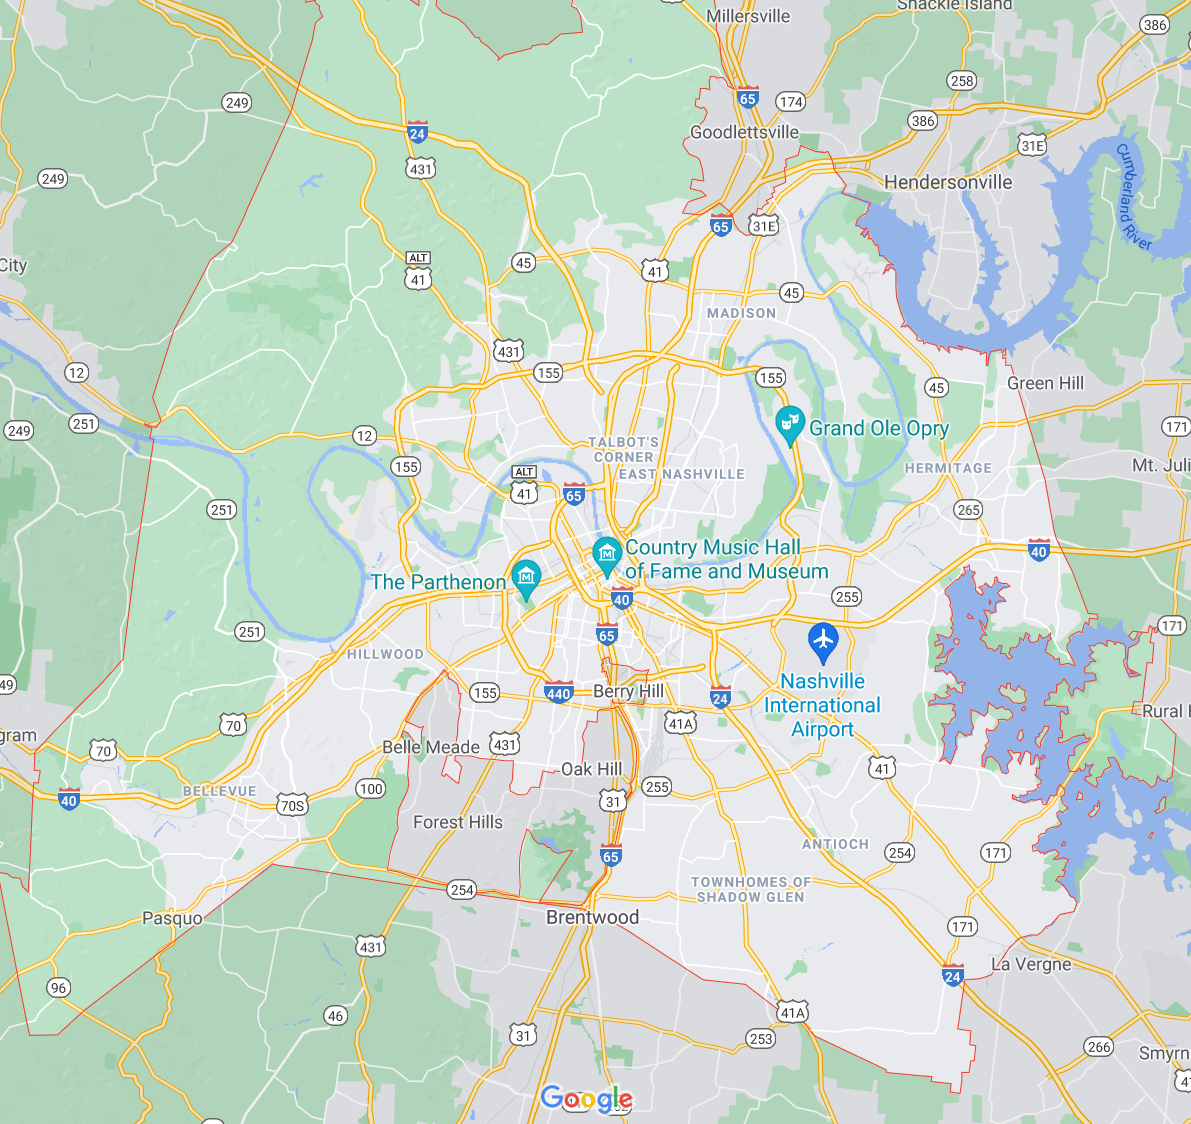 Millersville
Shackle Island
386
65
258
249
174
386
Goodlettsville
24
31E
431
Cumberland River
249
Hendersonville
65
31E
ALT
41
45
41
City
45
MADISON
431
155
12
155
Green Hill
45
251
249
Grand Ole Opry
171
12
TALBOT'S
CORNER
155
EAST NASHVILLE
HERMITAGE
Mt. Juli
ALT
41
65
251
265
40
Country Music Hall
of Fame and Museum
The Parthenon
40
255
251
65
171
HILLWOOD
Nashville
International
Airport
49
155
440
Berry Hill
24
Rural H
70
41A
gram
70
Belle Meade
431
Oak Hill
41
40
BELLEVUE
70S
100
255
31
Forest Hills
ANTIOCH
254
171
65
254
TOWNHOMES OF
SHADOW GLEN
Pasquo
Brentwood
171
431
La Vergne
24
96
46
41A
31
253
266
Smyrn
Google